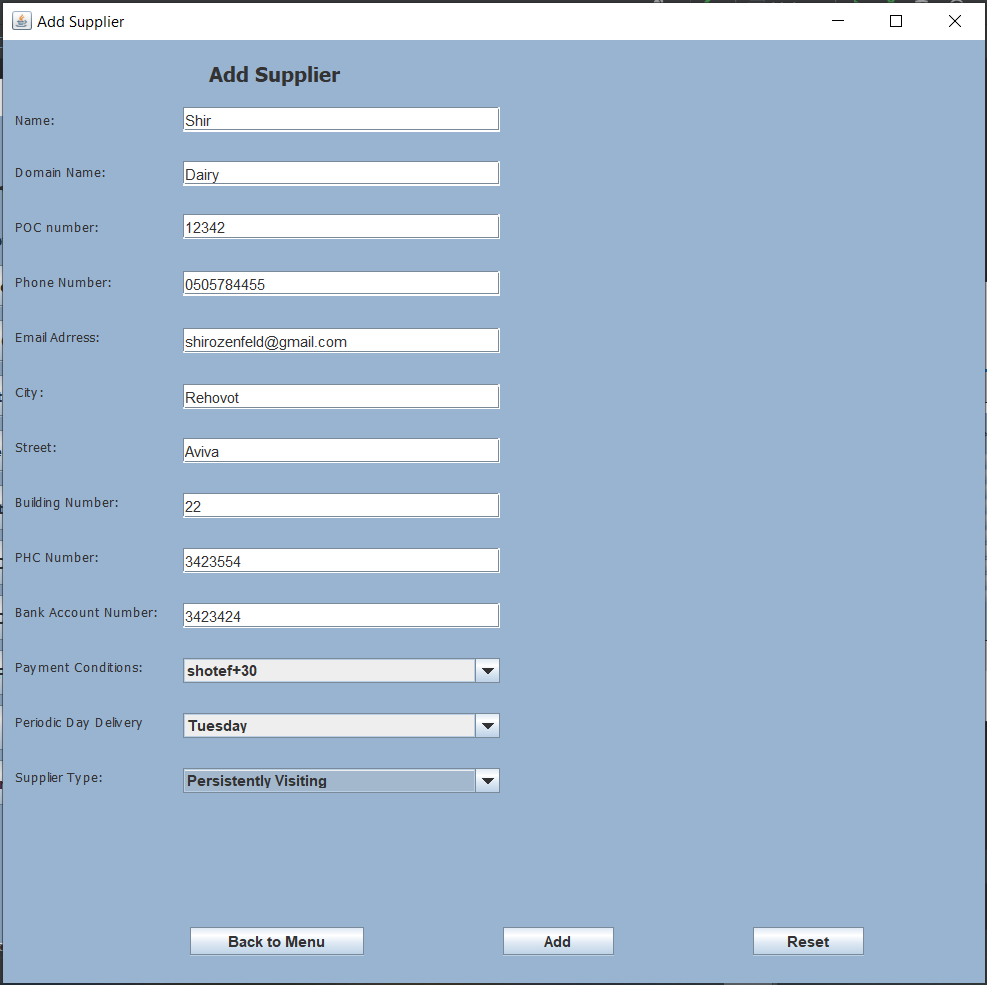 Add Supplier
Add Supplier
Name: Shir
Domain Name: Dairy
POC number: 12342
Phone Number: 0505784455
Email Adrress: shirozenfeld@gmail.com
City: Rehovot
Street: Aviva
Building Number: 22
PHC Number: 3423554
Bank Account Number: 3423424
Payment Conditions: shotef+30
Periodic Day Delivery Tuesday
Supplier Type: Persistently Visiting
Back to Menu Add Reset